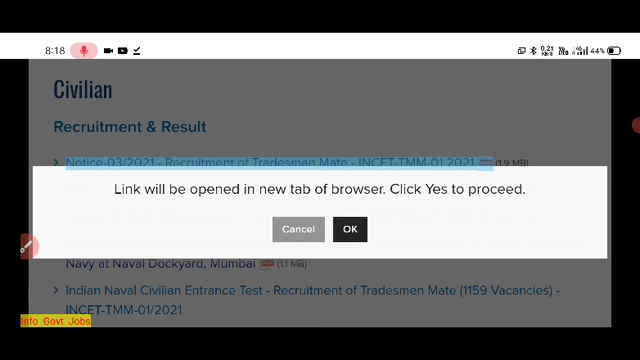 8:18
0.21
KB/S
44%
Civilian
Recruitment & Result
Notice-03/2021 - Recruitment of Tradesman Mate - INCET-TMM-01 2021 (1.9 MB)
Link will be opened in new tab of browser. Click Yes to proceed.
Cancel OK
Navy at Naval Dockyard, Mumbai (1.1 MB)
Indian Naval Civilian Entrance Test - Recruitment of Tradesmen Mate (1159 Vacancies) -
INCET-TMM-01/2021
Info Govt Jobs